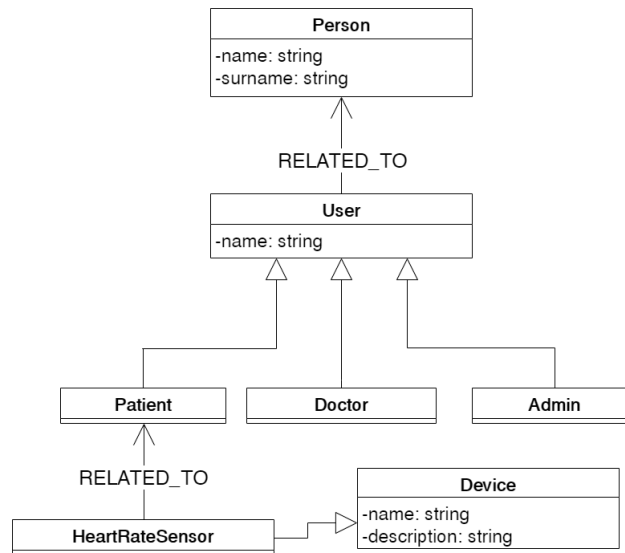 Person
-name: string
-surname: string
RELATED_TO
User
-name: string
Patient
Doctor
Admin
RELATED_TO
Device
-name: string
-description: string
HeartRateSensor